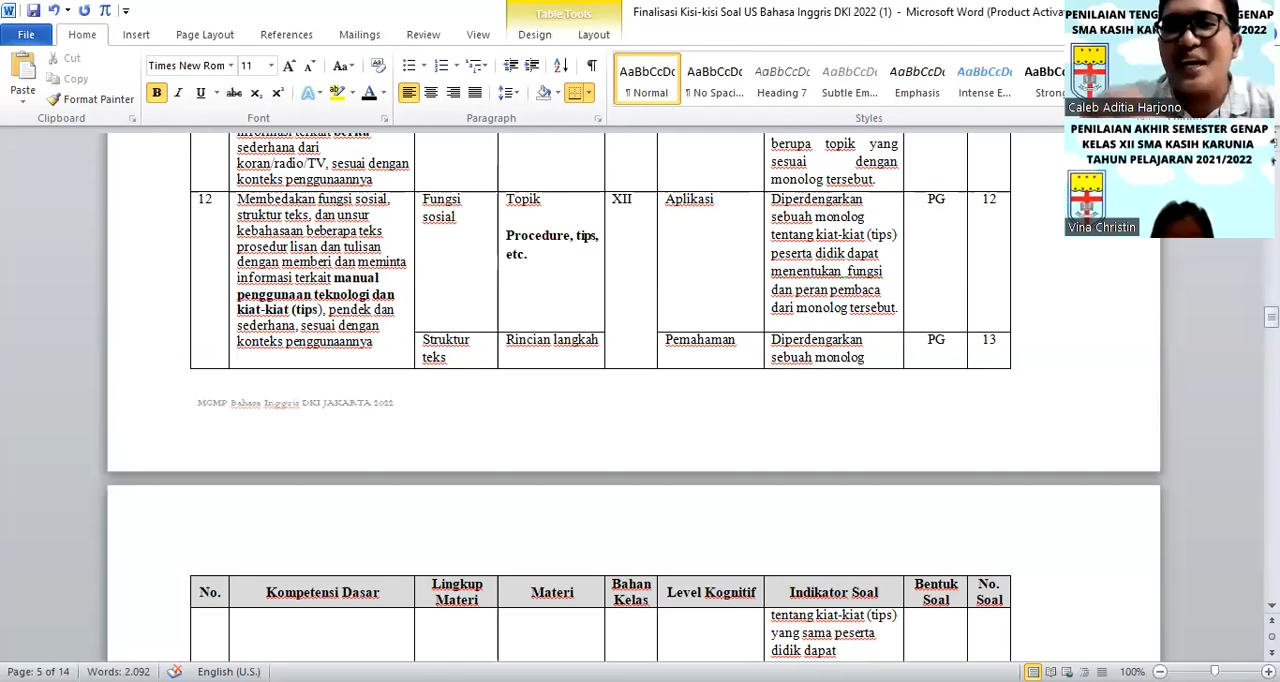 Table Tools
Finalisasi Kisi-kisi Soal US Bahasa Inggris DKI 2022 (1) - Microsoft Word (Product Activa
File Home Insert Page Layout References Mailings Review View Design Layout
Paste
Cut
Copy
Format Painter
Clipboard
Times New Rom 11
Font
Paragraph
AaBbCcDc AaBbCcDc AaBbCcDc AaBbCcDc AaBbCcDc AaBbCcDc AaBbCc
¶ Normal ¶ No Spaci... Heading 7 Subtle Em... Emphasis Intense E... Strong
Styles
PENILAIAN TENG GENAP
SMA KASIH KAR /2022
Caleb Aditia Harjono
PENILAIAN AKHIR SEMESTER GENAP
KELAS XII SMA KASIH KARUNIA
TAHUN PELAJARAN 2021/2022
Vina Christin
informasi terkait berita
sederhana dari
koran/radio/TV, sesuai dengan
konteks penggunaannya
berupa topik yang
sesuai dengan
monolog tersebut.
12
Membedakan fungsi sosial,
struktur teks, dan unsur
kebahasaan beberapa teks
prosedur lisan dan tulisan
dengan memberi dan meminta
informasi terkait manual
penggunaan teknologi dan
kiat-kiat (tips), pendek dan
sederhana, sesuai dengan
konteks penggunaannya
Fungsi
sosial
Topik
Procedure, tips,
etc.
XII
Aplikasi
Diperdengarkan
sebuah monolog
tentang kiat-kiat (tips)
peserta didik dapat
menentukan fungsi
dan peran pembaca
dari monolog tersebut.
PG
12
Struktur
teks
Rincian langkah
Pemahaman
Diperdengarkan
sebuah monolog
PG
13
MGMP Bahasa Inggris DKI JAKARTA 2022
No.
Kompetensi Dasar
Lingkup
Materi
Materi
Bahan
Kelas
Level Kognitif
Indikator Soal
Bentuk
Soal
No.
Soal
tentang kiat-kiat (tips)
yang sama peserta
didik dapat
Page: 5 of 14 Words: 2.092 English (U.S.) 100%